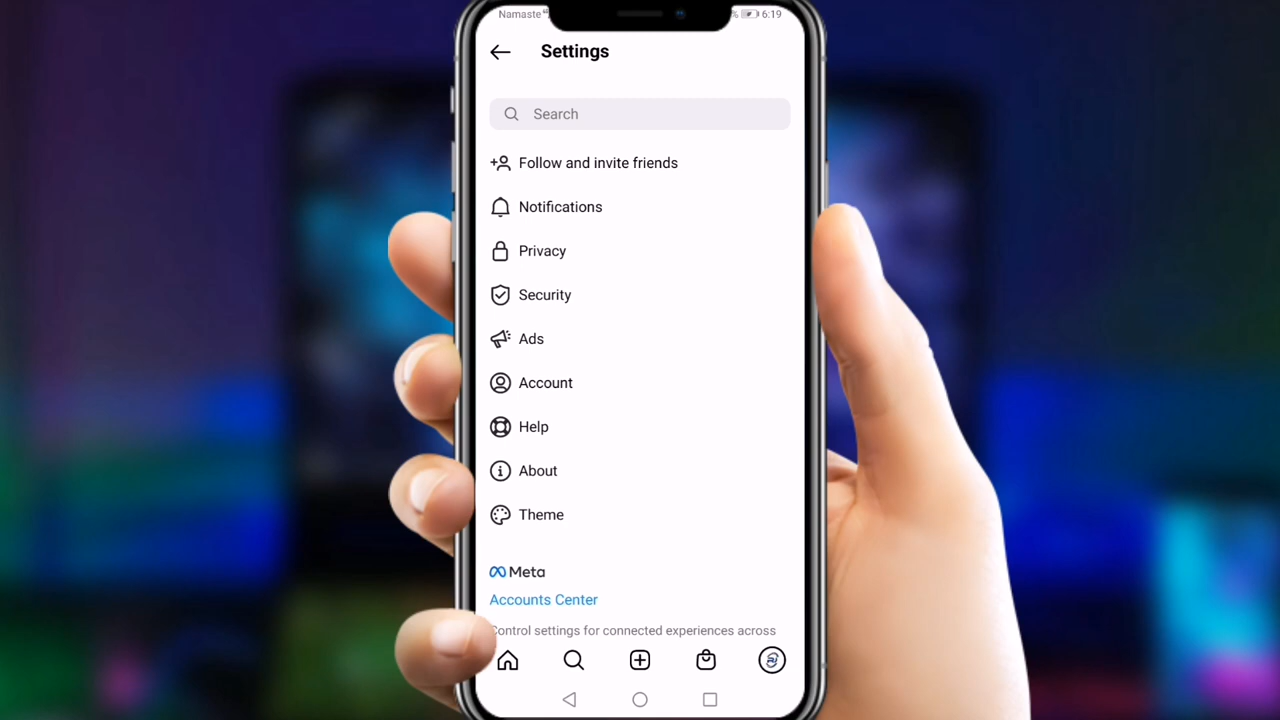 Namaste
% 6:19
Settings
Search
Follow and invite friends
Notifications
Privacy
Security
Ads
Account
Help
About
Theme
Meta
Accounts Center
Control settings for connected experiences across